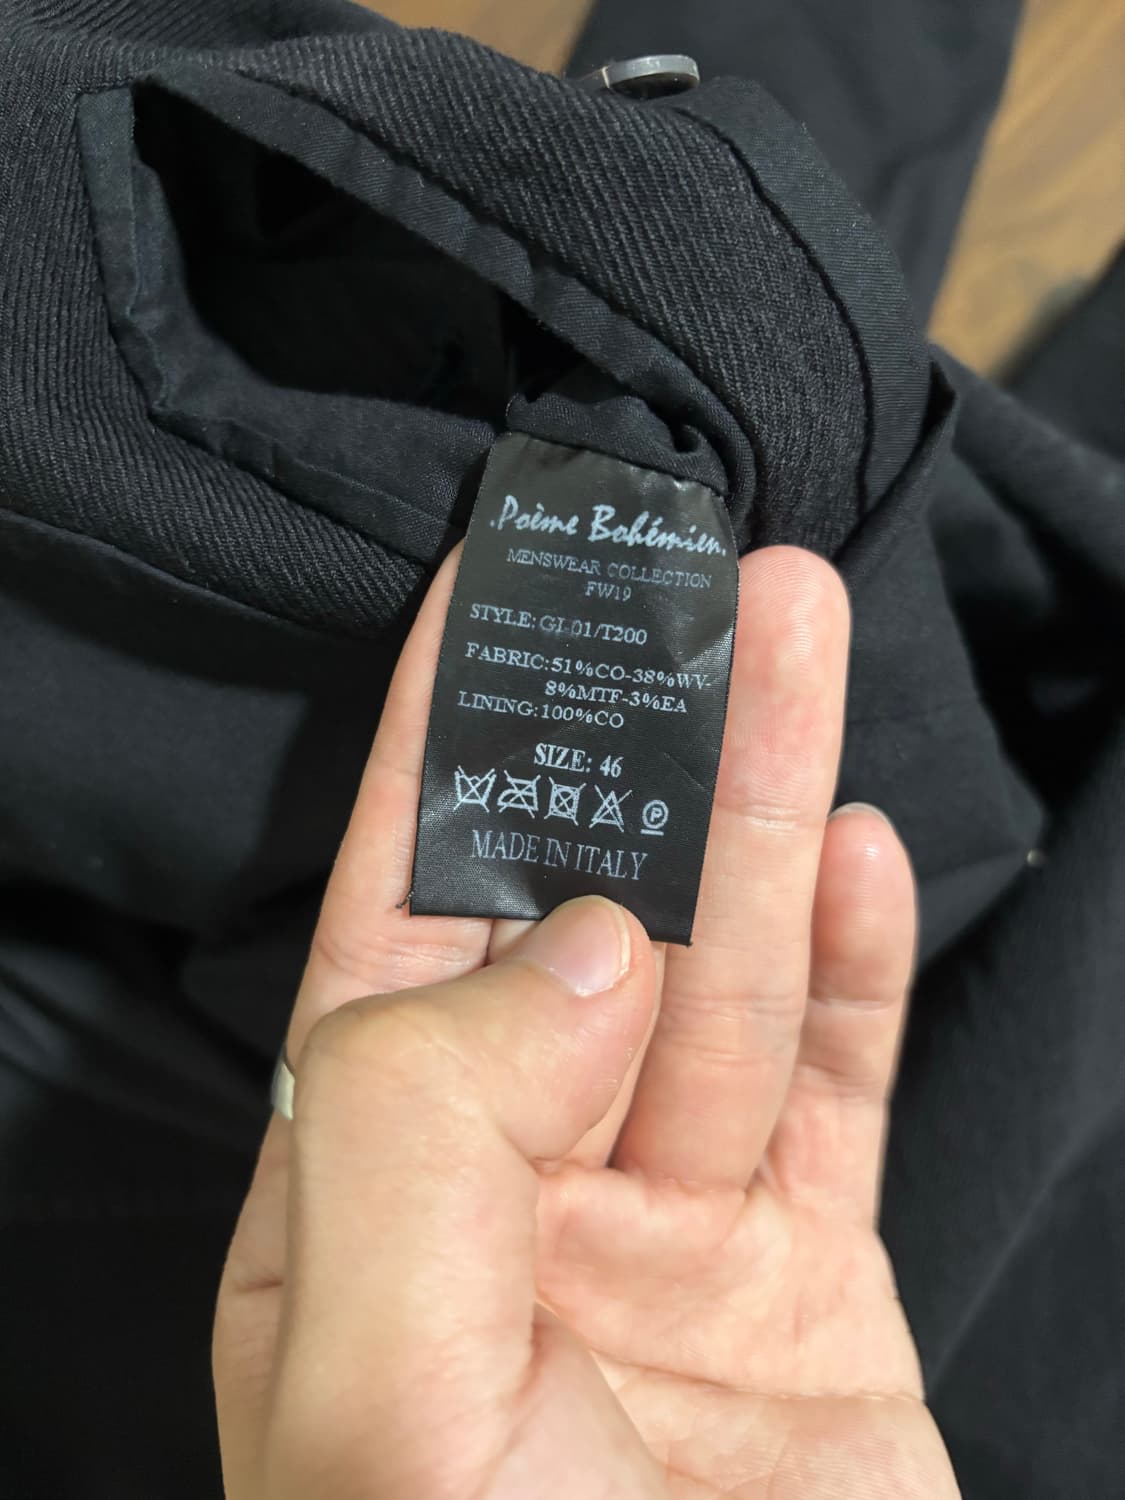 .Poème Bohémien.
MENSWEAR COLLECTION
FW19
STYLE: GI-01/T200
FABRIC: 51%CO-38%WV-
8%MTF-3%EA
LINING: 100%CO
SIZE: 46
P
MADE IN ITALY